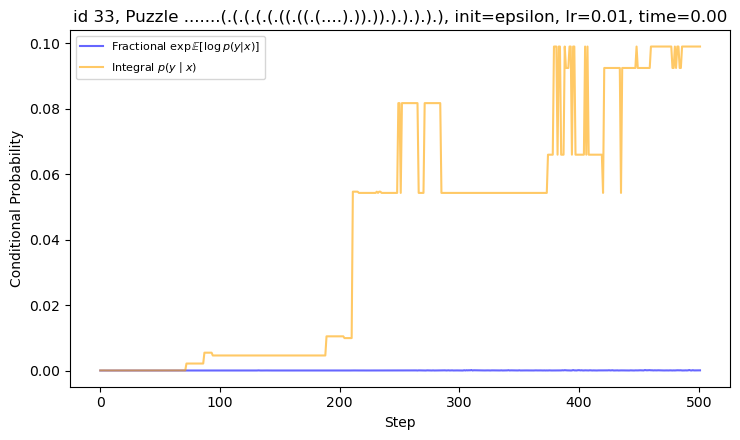 id 33, Puzzle .......(.(.(.(.(.((.((.(....).)).)).).).).).), init=epsilon, lr=0.01, time=0.00
Fractional exp𝔼[log p(y|x)]
Integral p(y | x)
Conditional Probability
0.10
0.08
0.06
0.04
0.02
0.00
0
100
200
300
400
500
Step